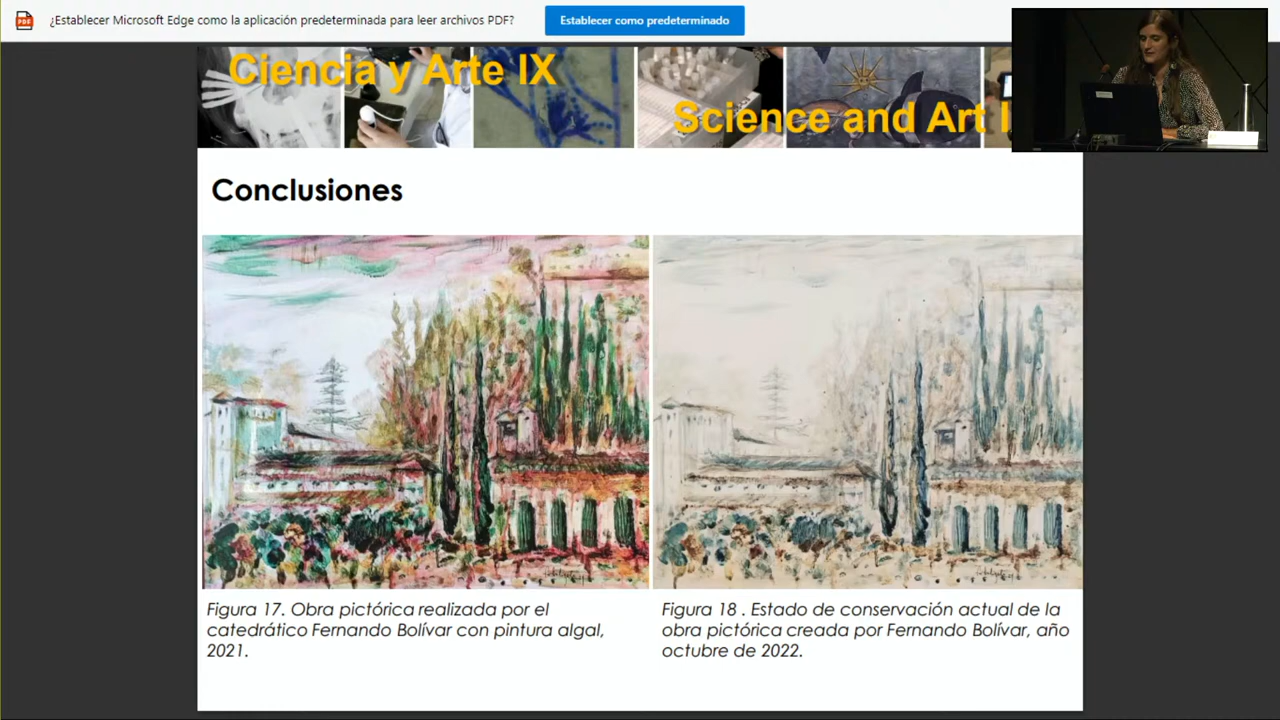 ¿Establecer Microsoft Edge como la aplicación predeterminada para leer archivos PDF?
Establecer como predeterminado
PDF
Ciencia y Arte IX
Science and Art I
Conclusiones
Figura 17. Obra pictórica realizada por el
catedrático Fernando Bolívar con pintura algal,
2021.
Figura 18 . Estado de conservación actual de la
obra pictórica creada por Fernando Bolívar, año
octubre de 2022.